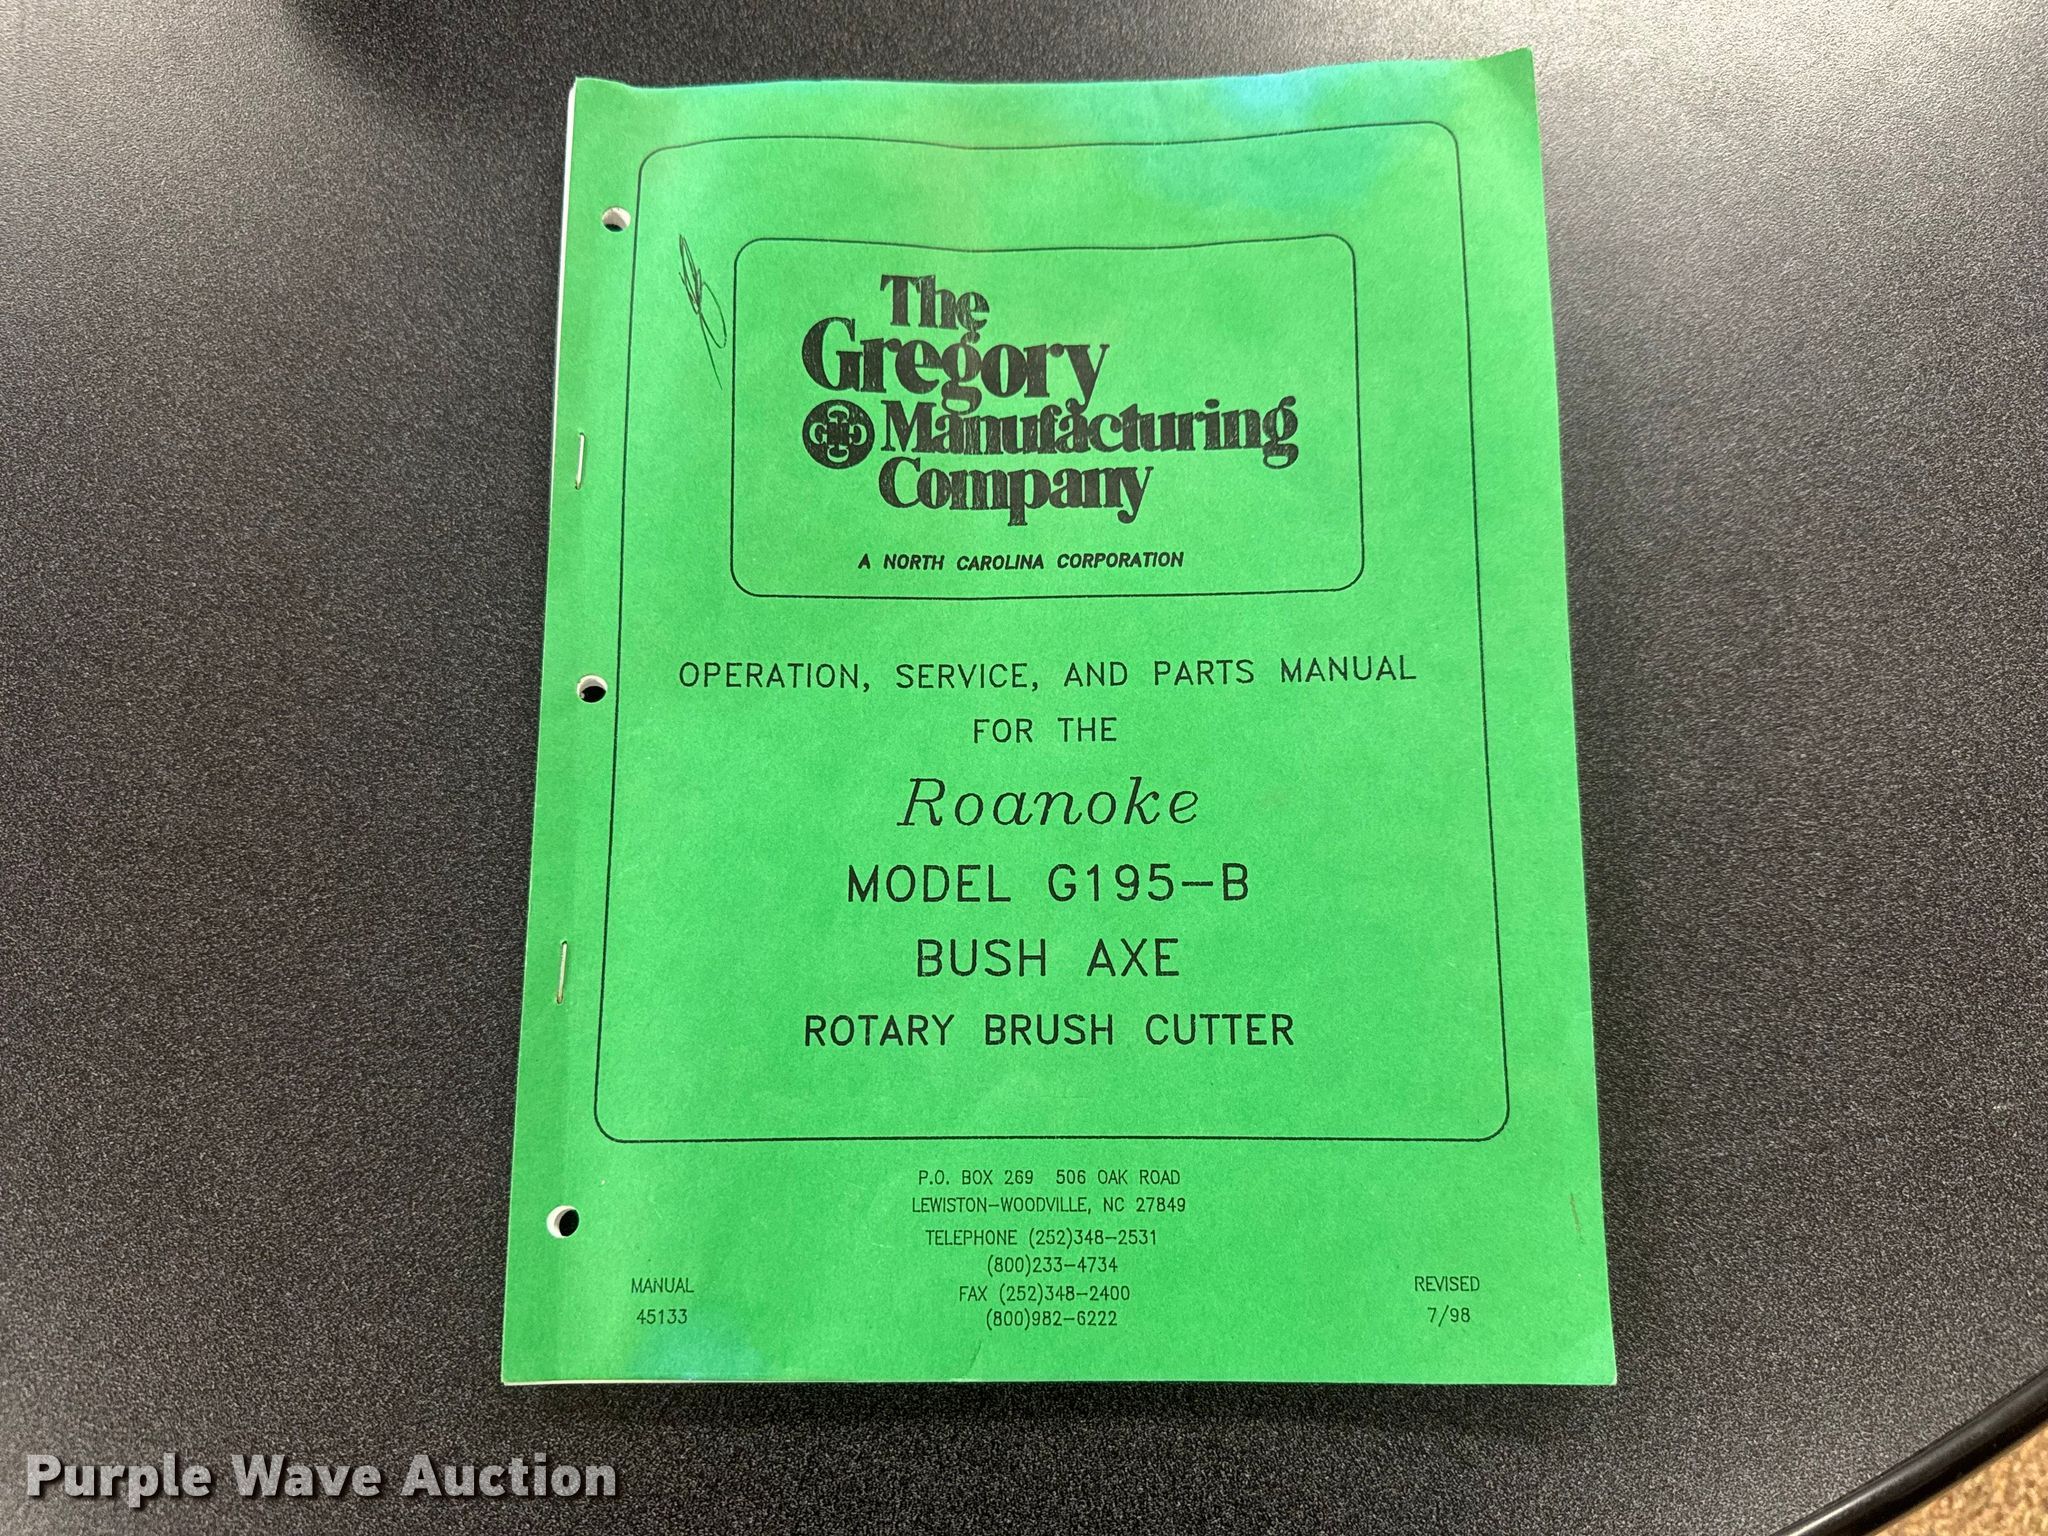 The
Gregory
Manufacturing
Company
A NORTH CAROLINA CORPORATION
OPERATION, SERVICE, AND PARTS MANUAL
FOR THE
Roanoke
MODEL G195-B
BUSH AXE
ROTARY BRUSH CUTTER
P.O. BOX 269 506 OAK ROAD
LEWISTON-WOODVILLE, NC 27849
TELEPHONE (252)348-2531
(800)233-4734
FAX (252)348-2400
(800)982-6222
MANUAL
45133
REVISED
7/98
Purple Wave Auction